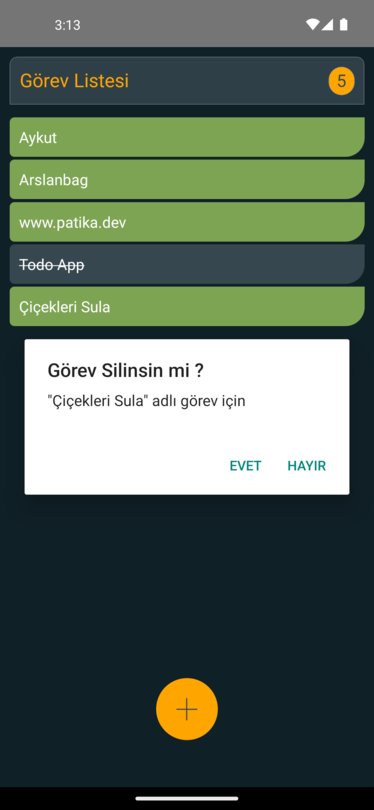 3:13
Görev Listesi
5
Aykut
Arslanbag
www.patika.dev
Todo App
Çiçekleri Sula
Görev Silinsin mi ?
"Çiçekleri Sula" adlı görev için
EVET HAYIR